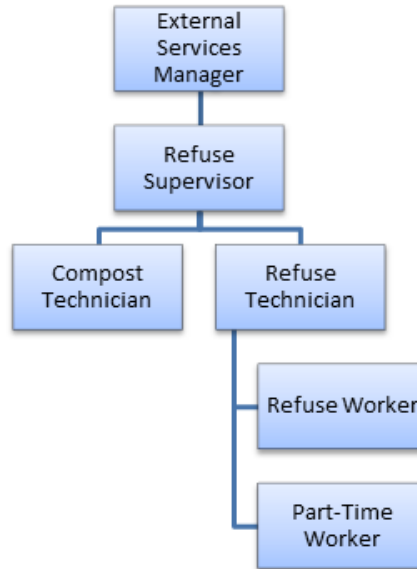 External
Services
Manager
Refuse
Supervisor
Compost
Technician
Refuse
Technician
Refuse Worker
Part-Time
Worker